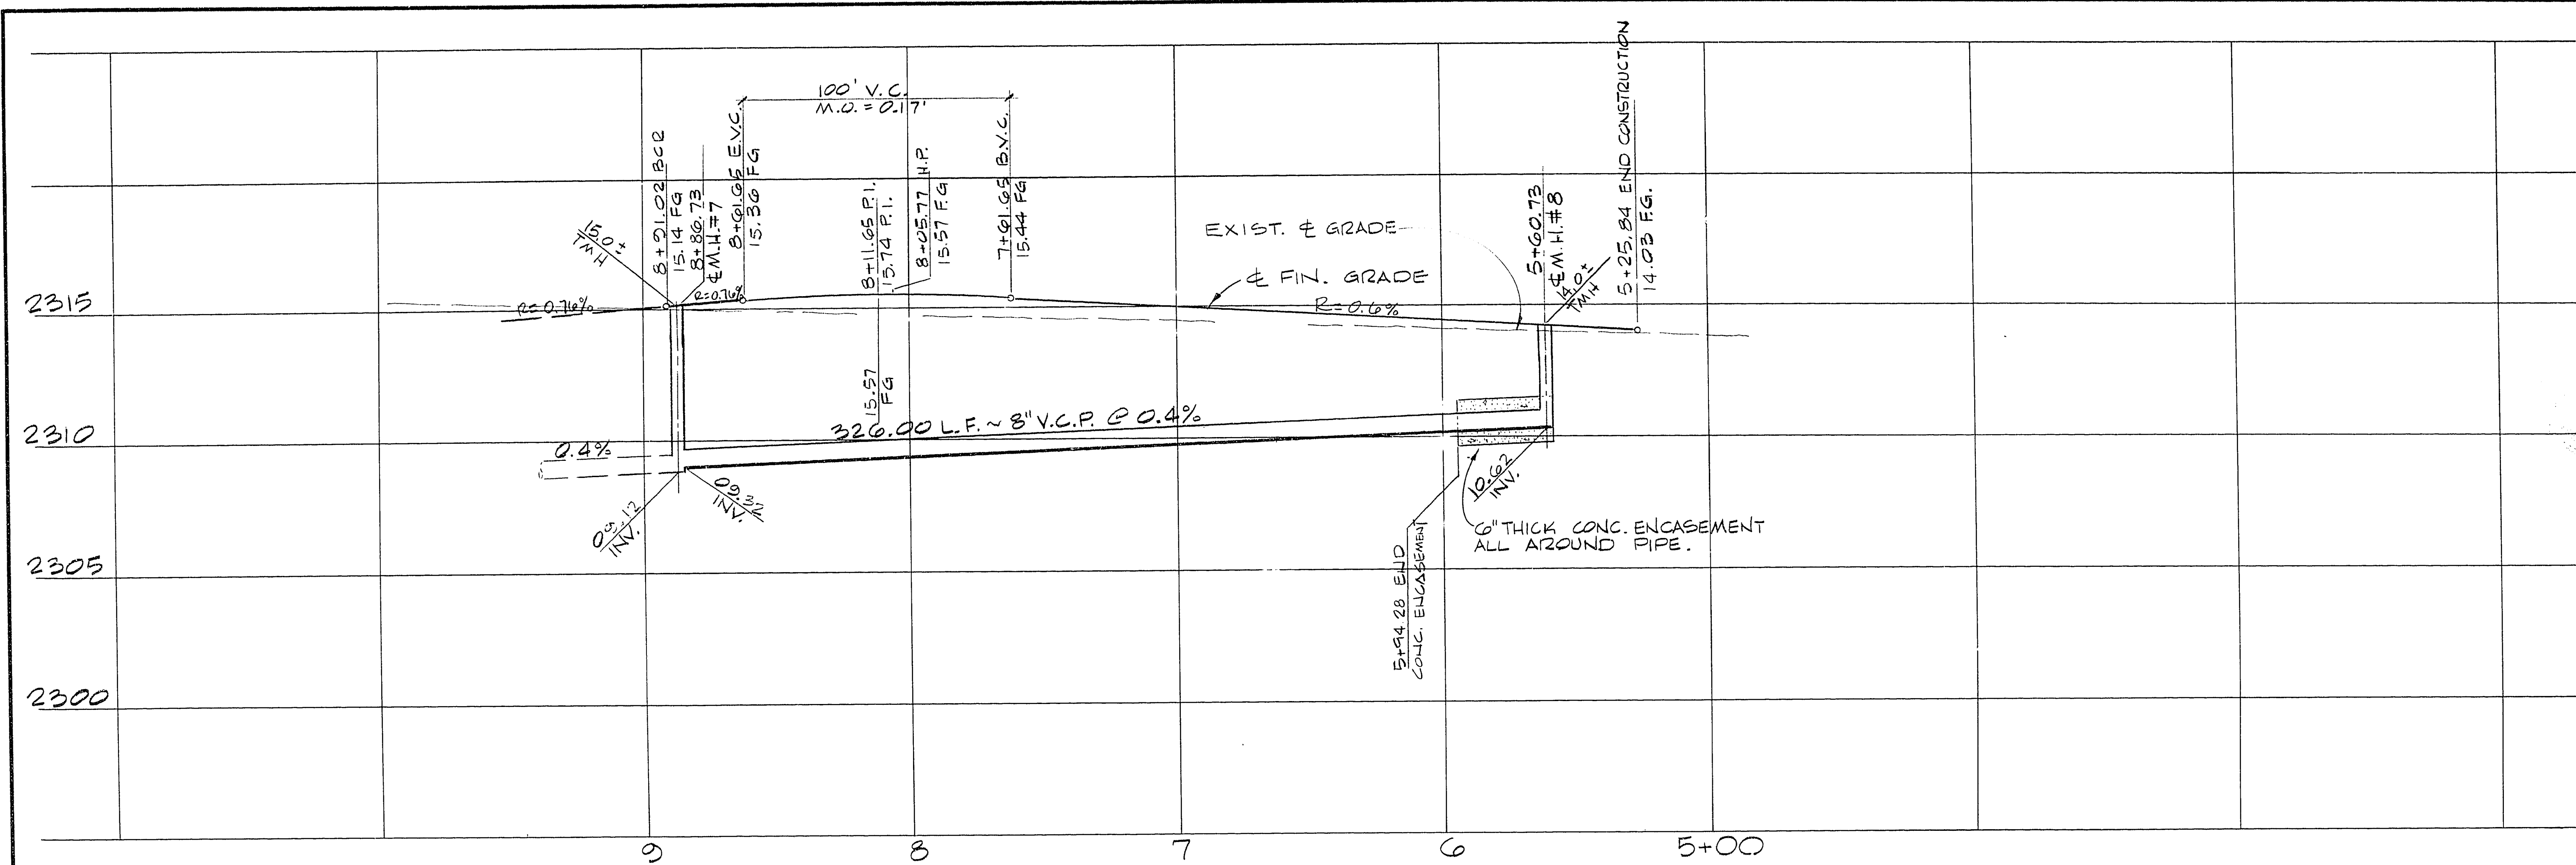 100' V.C.
M.O. = 0.17'
8+91.02 BCR
15.14 FG
8+86.73
℄ M.H.#7
8+61.65 E.V.C.
15.36 FG
8+11.65 P.I.
15.74 P.I.
8+05.77 H.P.
15.57 F.G
7+61.65 B.V.C.
15.44 FG
5+60.73
℄ M.H.#8
5+25.84 END CONSTRUCTION
14.03 F.G.
15.0±
TMH
14.0±
TMH
EXIST. ℄ GRADE
℄ FIN. GRADE
R=0.76%
R=0.76%
R=0.6%
2315
15.57
FG
326.00 L.F. ~ 8" V.C.P. @ 0.4%
2310
0.4%
09.12
INV.
09.32
INV.
10.62
INV.
6" THICK CONC. ENCASEMENT
ALL AROUND PIPE.
5+94.28 END
CONC. ENCASEMENT
2305
2300
9 8 7 6 5+00